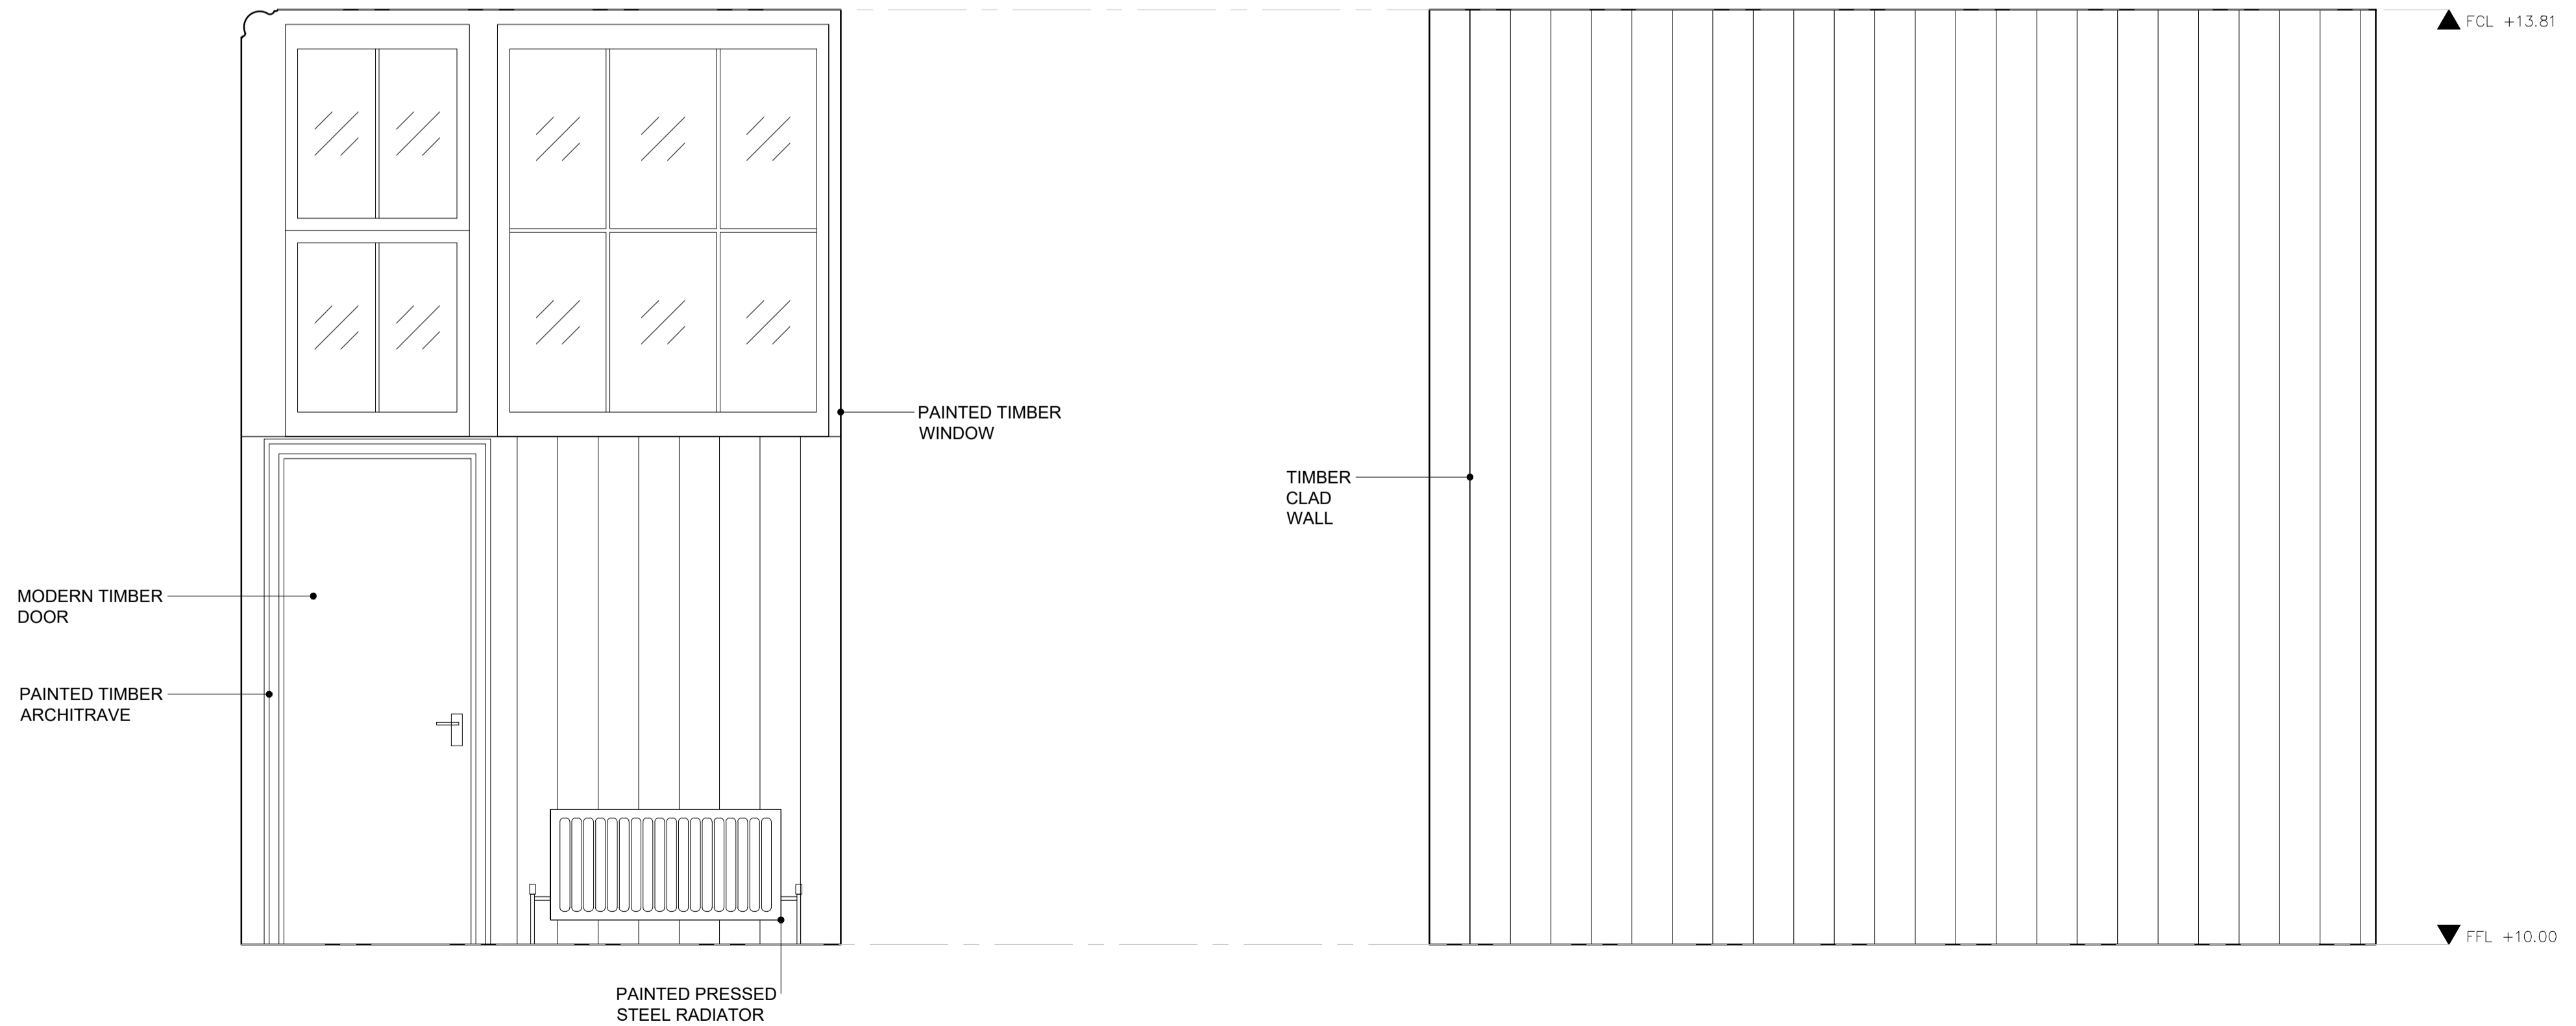 FCL +13.81
PAINTED TIMBER
WINDOW
TIMBER
CLAD
WALL
MODERN TIMBER
DOOR
PAINTED TIMBER
ARCHITRAVE
FFL +10.00
PAINTED PRESSED
STEEL RADIATOR